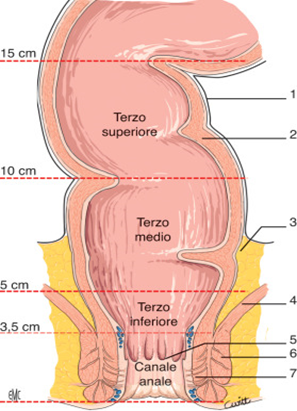 15 cm
1
Terzo
superiore
2
10 cm
Terzo
medio
3
5 cm
4
Terzo
inferiore
3,5 cm
5
6
Canale
anale
7
EMC